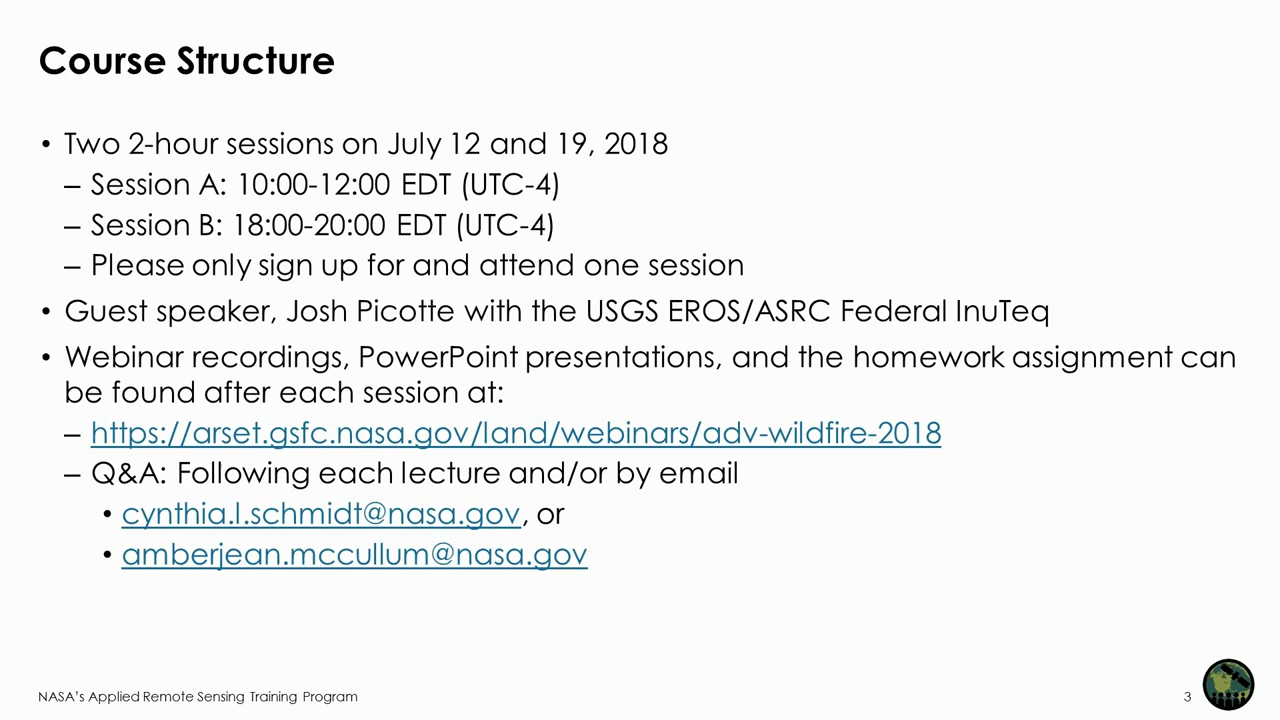 Course Structure
• Two 2-hour sessions on July 12 and 19, 2018
– Session A: 10:00-12:00 EDT (UTC-4)
– Session B: 18:00-20:00 EDT (UTC-4)
– Please only sign up for and attend one session
• Guest speaker, Josh Picotte with the USGS EROS/ASRC Federal InuTeq
• Webinar recordings, PowerPoint presentations, and the homework assignment can
be found after each session at:
– https://arset.gsfc.nasa.gov/land/webinars/adv-wildfire-2018
– Q&A: Following each lecture and/or by email
• cynthia.l.schmidt@nasa.gov, or
• amberjean.mccullum@nasa.gov
NASA's Applied Remote Sensing Training Program
3